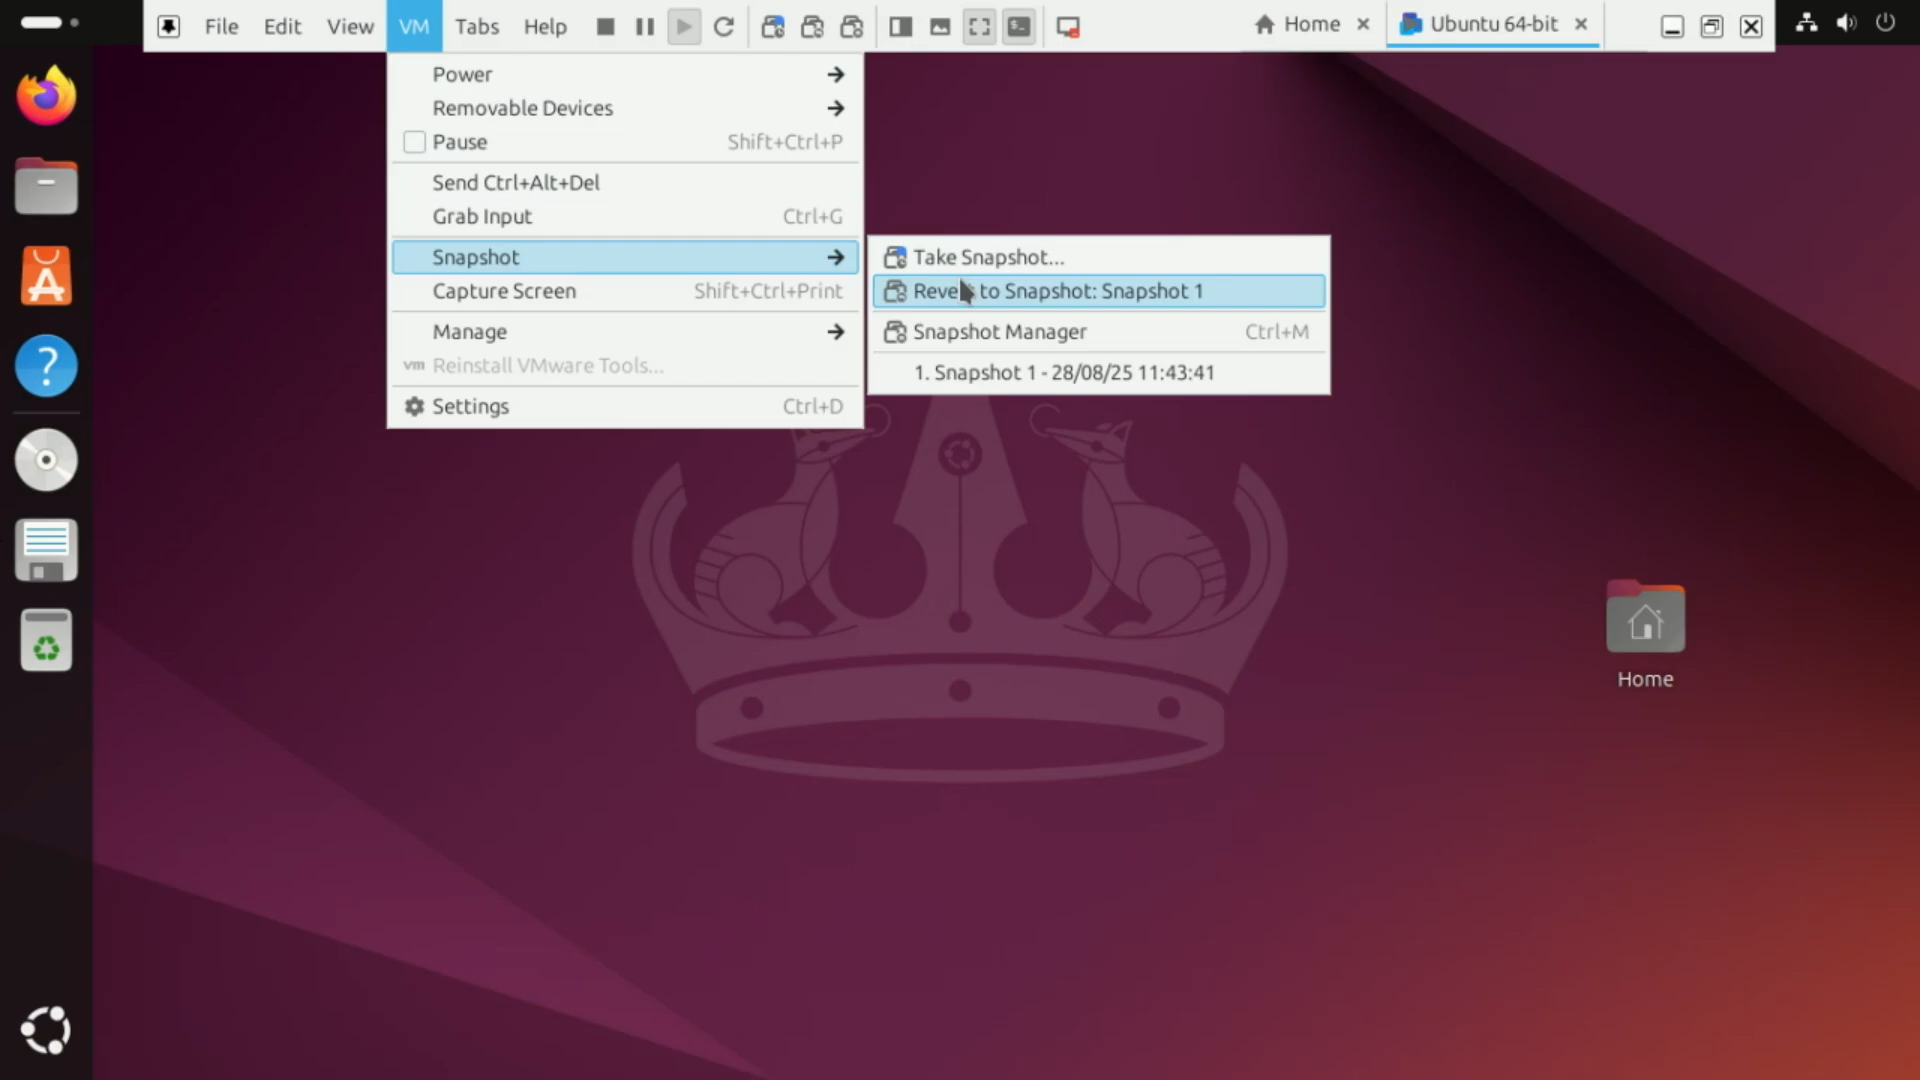 File Edit View VM Tabs Help Home Ubuntu 64-bit
Power
Removable Devices
Pause Shift+Ctrl+P
Send Ctrl+Alt+Del
Grab Input Ctrl+G
Snapshot
Capture Screen Shift+Ctrl+Print
Manage
vm Reinstall VMware Tools...
Settings Ctrl+D
Take Snapshot...
to Snapshot: Snapshot 1
Snapshot Manager Ctrl+M
1. Snapshot 1 - 28/08/25 11:43:41
Home